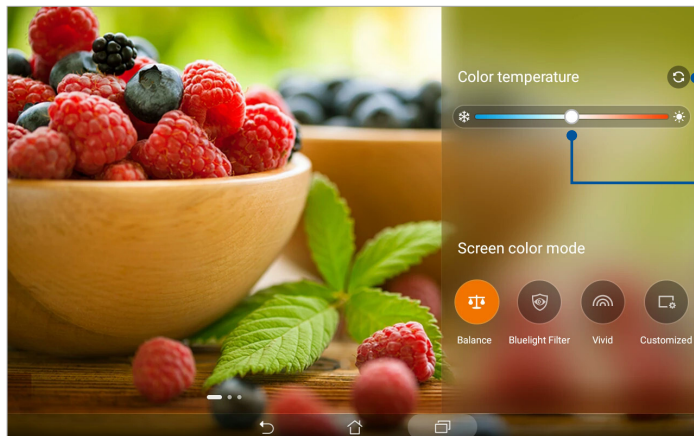 Color temperature
Screen color mode
Balance
Bluelight Filter
Vivid
Customized